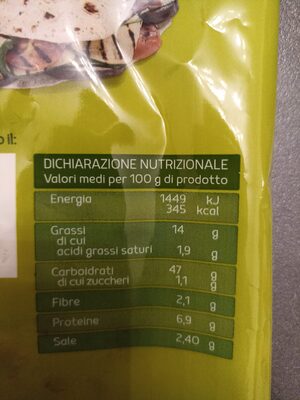 o il:
DICHIARAZIONE NUTRIZIONALE
Valori medi per 100 g di prodotto
Energia 1449 kJ
345 kcal
Grassi 14 g
di cui
acidi grassi saturi 1,9 g
Carboidrati 47 g
di cui zuccheri 1,1 g
Fibre 2,1 g
Proteine 6,9 g
Sale 2,40 g